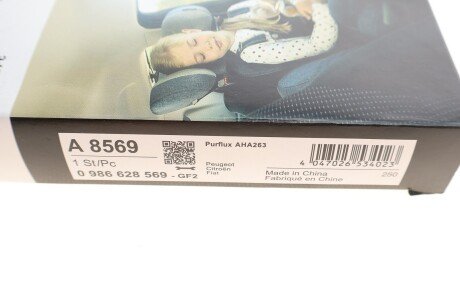 A 8569
1 St/Pc
0 986 628 569 - GF2
Purflux AHA263
Peugeot
Citroën
Fiat
4 047026 534023
Made in China
Fabriqué en Chine
250